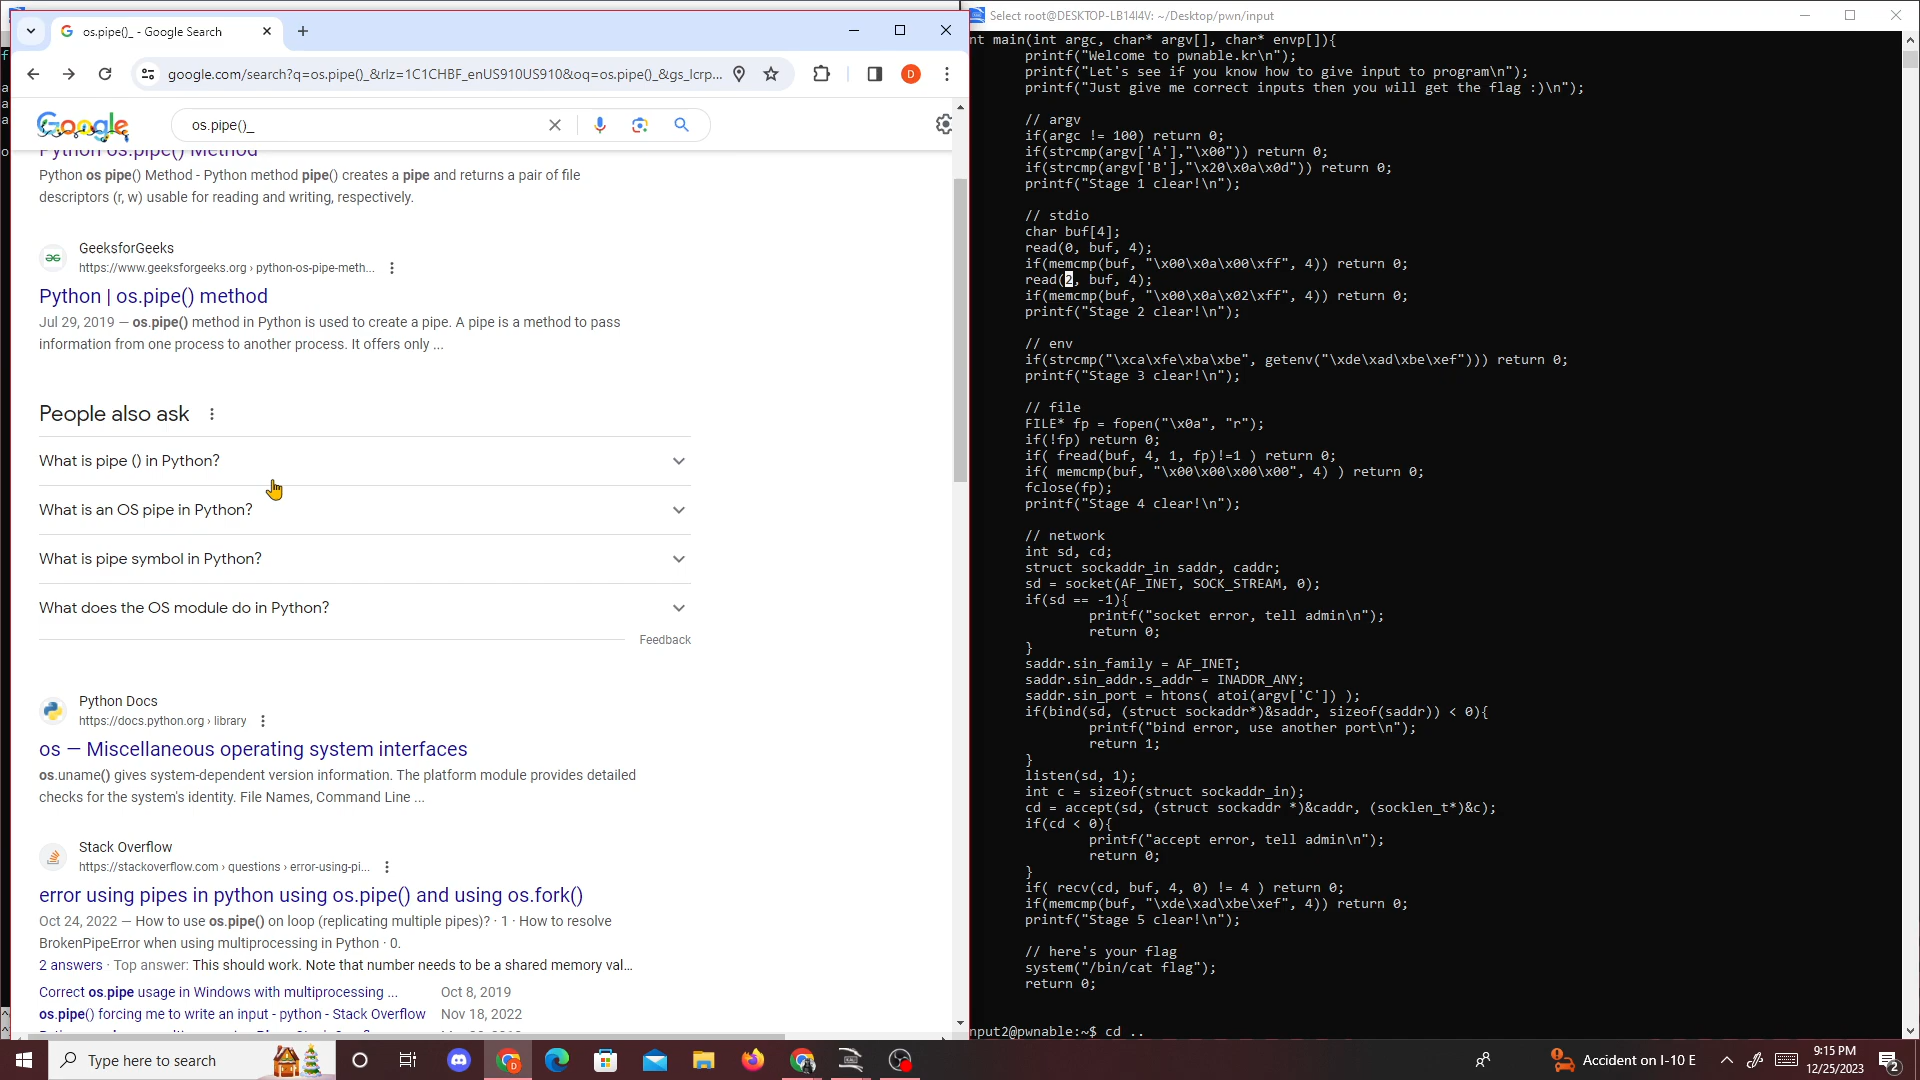 os.pipe()_ - Google Search
google.com/search?q=os.pipe()_&rlz=1C1CHBF_enUS910US910&oq=os.pipe()_&gs_lcrp...
D
Google
os.pipe()_
Python os.pipe() Method
Python os pipe() Method - Python method pipe() creates a pipe and returns a pair of file
descriptors (r, w) usable for reading and writing, respectively.
GeeksforGeeks
https://www.geeksforgeeks.org › python-os-pipe-meth...
Python | os.pipe() method
Jul 29, 2019 — os.pipe() method in Python is used to create a pipe. A pipe is a method to pass
information from one process to another process. It offers only ...
People also ask
What is pipe () in Python?
What is an OS pipe in Python?
What is pipe symbol in Python?
What does the OS module do in Python?
Feedback
Python Docs
https://docs.python.org › library
os — Miscellaneous operating system interfaces
os.uname() gives system-dependent version information. The platform module provides detailed
checks for the system's identity. File Names, Command Line ...
Stack Overflow
https://stackoverflow.com › questions › error-using-pi...
error using pipes in python using os.pipe() and using os.fork()
Oct 24, 2022 — How to use os.pipe() on loop (replicating multiple pipes)? · 1 · How to resolve
BrokenPipeError when using multiprocessing in Python · 0.
2 answers · Top answer: This should work. Note that number needs to be a shared memory val...
Correct os.pipe usage in Windows with multiprocessing ... Oct 8, 2019
os.pipe() forcing me to write an input - python - Stack Overflow Nov 18, 2022
Select root@DESKTOP-LB14I4V: ~/Desktop/pwn/input
nt main(int argc, char* argv[], char* envp[]){
printf("Welcome to pwnable.kr\n");
printf("Let's see if you know how to give input to program\n");
printf("Just give me correct inputs then you will get the flag :)\n");
// argv
if(argc != 100) return 0;
if(strcmp(argv['A'],"\x00")) return 0;
if(strcmp(argv['B'],"\x20\x0a\x0d")) return 0;
printf("Stage 1 clear!\n");
// stdio
char buf[4];
read(0, buf, 4);
if(memcmp(buf, "\x00\x0a\x00\xff", 4)) return 0;
read(2, buf, 4);
if(memcmp(buf, "\x00\x0a\x02\xff", 4)) return 0;
printf("Stage 2 clear!\n");
// env
if(strcmp("\xca\xfe\xba\xbe", getenv("\xde\xad\xbe\xef"))) return 0;
printf("Stage 3 clear!\n");
// file
FILE* fp = fopen("\x0a", "r");
if(!fp) return 0;
if( fread(buf, 4, 1, fp)!=1 ) return 0;
if( memcmp(buf, "\x00\x00\x00\x00", 4) ) return 0;
fclose(fp);
printf("Stage 4 clear!\n");
// network
int sd, cd;
struct sockaddr_in saddr, caddr;
sd = socket(AF_INET, SOCK_STREAM, 0);
if(sd == -1){
printf("socket error, tell admin\n");
return 0;
}
saddr.sin_family = AF_INET;
saddr.sin_addr.s_addr = INADDR_ANY;
saddr.sin_port = htons( atoi(argv['C']) );
if(bind(sd, (struct sockaddr*)&saddr, sizeof(saddr)) < 0){
printf("bind error, use another port\n");
return 1;
}
listen(sd, 1);
int c = sizeof(struct sockaddr_in);
cd = accept(sd, (struct sockaddr *)&caddr, (socklen_t*)&c);
if(cd < 0){
printf("accept error, tell admin\n");
return 0;
}
if( recv(cd, buf, 4, 0) != 4 ) return 0;
if(memcmp(buf, "\xde\xad\xbe\xef", 4)) return 0;
printf("Stage 5 clear!\n");
// here's your flag
system("/bin/cat flag");
return 0;
nput2@pwnable:~$ cd ..
Type here to search
Accident on I-10 E
9:15 PM
12/25/2023
2